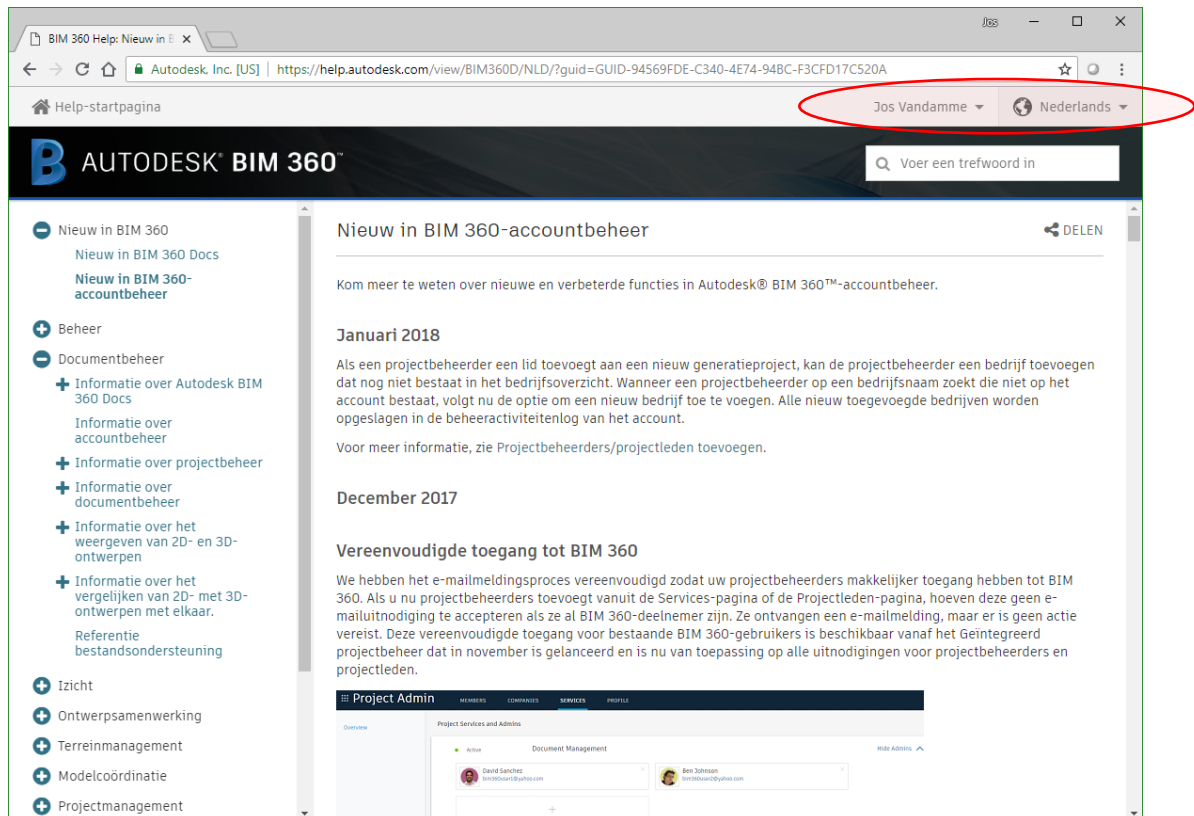 Jos
BIM 360 Help: Nieuw in B
Autodesk, Inc. [US] | https://help.autodesk.com/view/BIM360D/NLD/?guid=GUID-94569FDE-C340-4E74-94BC-F3CFD17C520A
Help-startpagina
Jos Vandamme
Nederlands
AUTODESK® BIM 360™
Voer een trefwoord in
Nieuw in BIM 360
Nieuw in BIM 360 Docs
Nieuw in BIM 360-
accountbeheer
Beheer
Documentbeheer
Informatie over Autodesk BIM
360 Docs
Informatie over
accountbeheer
Informatie over projectbeheer
Informatie over
documentbeheer
Informatie over het
weergeven van 2D- en 3D-
ontwerpen
Informatie over het
vergelijken van 2D- met 3D-
ontwerpen met elkaar.
Referentie
bestandsondersteuning
Izicht
Ontwerpsamenwerking
Terreinmanagement
Modelcoördinatie
Projectmanagement
Nieuw in BIM 360-accountbeheer
DELEN
Kom meer te weten over nieuwe en verbeterde functies in Autodesk® BIM 360™-accountbeheer.
Januari 2018
Als een projectbeheerder een lid toevoegt aan een nieuw generatieproject, kan de projectbeheerder een bedrijf toevoegen
dat nog niet bestaat in het bedrijfsoverzicht. Wanneer een projectbeheerder op een bedrijfsnaam zoekt die niet op het
account bestaat, volgt nu de optie om een nieuw bedrijf toe te voegen. Alle nieuw toegevoegde bedrijven worden
opgeslagen in de beheeractiviteitenlog van het account.
Voor meer informatie, zie Projectbeheerders/projectleden toevoegen.
December 2017
Vereenvoudigde toegang tot BIM 360
We hebben het e-mailmeldingsproces vereenvoudigd zodat uw projectbeheerders makkelijker toegang hebben tot BIM
360. Als u nu projectbeheerders toevoegt vanuit de Services-pagina of de Projectleden-pagina, hoeven deze geen e-
mailuitnodiging te accepteren als ze al BIM 360-deelnemer zijn. Ze ontvangen een e-mailmelding, maar er is geen actie
vereist. Deze vereenvoudigde toegang voor bestaande BIM 360-gebruikers is beschikbaar vanaf het Geïntegreerd
projectbeheer dat in november is gelanceerd en is nu van toepassing op alle uitnodigingen voor projectbeheerders en
projectleden.
Project Admin
MEMBERS COMPANIES SERVICES PROFILE
Overview
Project Services and Admins
Active
Document Management
Hide Admins
David Sanchez
bim360user1@yahoo.com
Ben Johnson
bim360user2@yahoo.com